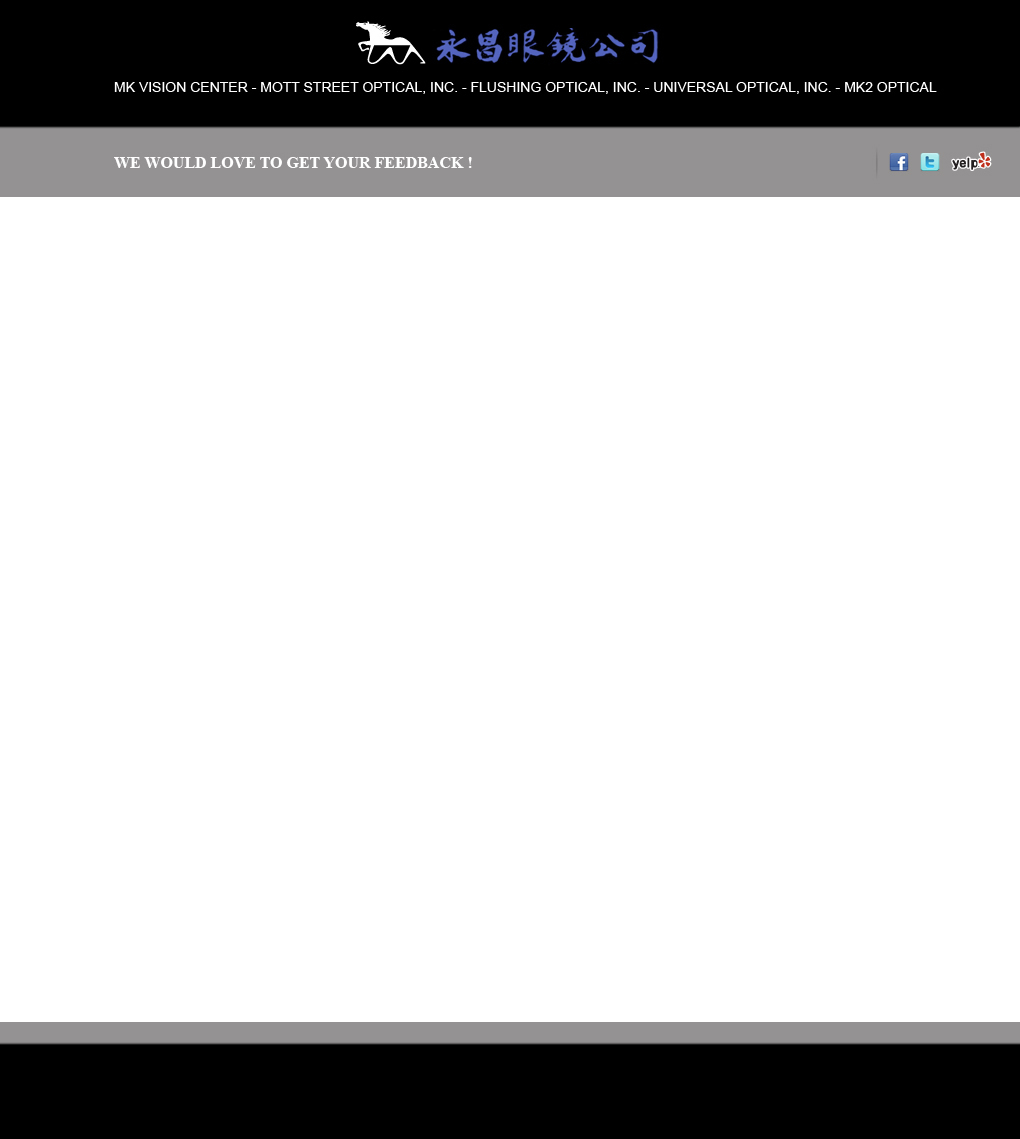 永昌眼鏡公司
MK VISION CENTER - MOTT STREET OPTICAL, INC. - FLUSHING OPTICAL, INC. - UNIVERSAL OPTICAL, INC. - MK2 OPTICAL
WE WOULD LOVE TO GET YOUR FEEDBACK !
f t yelp